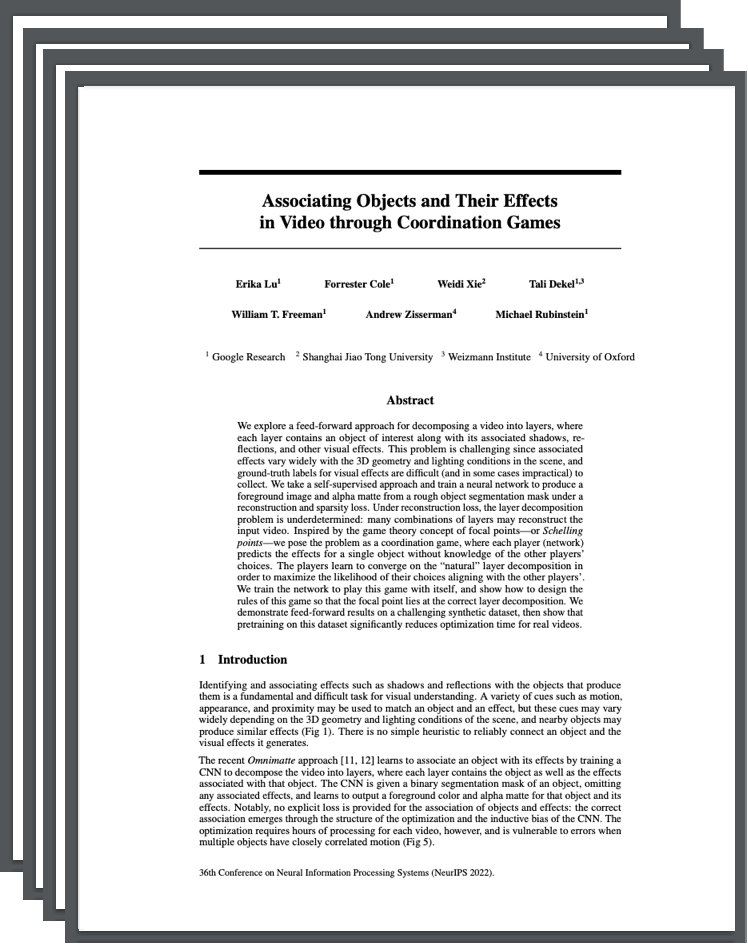 Associating Objects and Their Effects
in Video through Coordination Games
Erika Lu1 Forrester Cole1 Weidi Xie2 Tali Dekel1,3
William T. Freeman1 Andrew Zisserman4 Michael Rubinstein1
1 Google Research 2 Shanghai Jiao Tong University 3 Weizmann Institute 4 University of Oxford
Abstract
We explore a feed-forward approach for decomposing a video into layers, where
each layer contains an object of interest along with its associated shadows, re-
flections, and other visual effects. This problem is challenging since associated
effects vary widely with the 3D geometry and lighting conditions in the scene, and
ground-truth labels for visual effects are difficult (and in some cases impractical) to
collect. We take a self-supervised approach and train a neural network to produce a
foreground image and alpha matte from a rough object segmentation mask under a
reconstruction and sparsity loss. Under reconstruction loss, the layer decomposition
problem is underdetermined: many combinations of layers may reconstruct the
input video. Inspired by the game theory concept of focal points—or Schelling
points—we pose the problem as a coordination game, where each player (network)
predicts the effects for a single object without knowledge of the other players'
choices. The players learn to converge on the “natural” layer decomposition in
order to maximize the likelihood of their choices aligning with the other players'.
We train the network to play this game with itself, and show how to design the
rules of this game so that the focal point lies at the correct layer decomposition. We
demonstrate feed-forward results on a challenging synthetic dataset, then show that
pretraining on this dataset significantly reduces optimization time for real videos.
1 Introduction
Identifying and associating effects such as shadows and reflections with the objects that produce
them is a fundamental and difficult task for visual understanding. A variety of cues such as motion,
appearance, and proximity may be used to match an object and an effect, but these cues may vary
widely depending on the 3D geometry and lighting conditions of the scene, and nearby objects may
produce similar effects (Fig 1). There is no simple heuristic to reliably connect an object and the
visual effects it generates.
The recent Omnimatte approach [11, 12] learns to associate an object with its effects by training a
CNN to decompose the video into layers, where each layer contains the object as well as the effects
associated with that object. The CNN is given a binary segmentation mask of an object, omitting
any associated effects, and learns to output a foreground color and alpha matte for that object and its
effects. Notably, no explicit loss is provided for the association of objects and effects: the correct
association emerges through the structure of the optimization and the inductive bias of the CNN. The
optimization requires hours of processing for each video, however, and is vulnerable to errors when
multiple objects have closely correlated motion (Fig 5).
36th Conference on Neural Information Processing Systems (NeurIPS 2022).